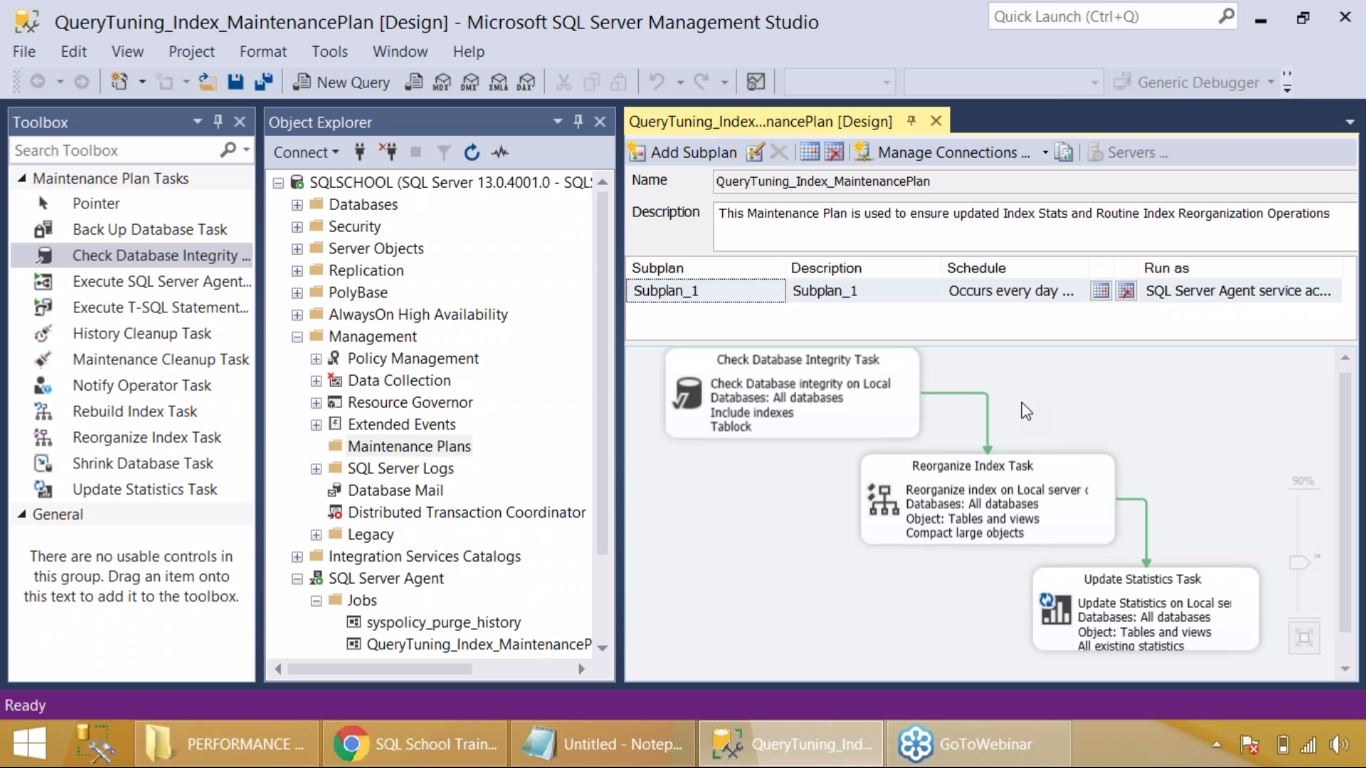 QueryTuning_Index_MaintenancePlan [Design] - Microsoft SQL Server Management Studio
Quick Launch (Ctrl+Q)
File Edit View Project Format Tools Window Help
New Query
MDX DMX XMLA DAX
Generic Debugger
Toolbox
Search Toolbox
Maintenance Plan Tasks
Pointer
Back Up Database Task
Check Database Integrity ...
Execute SQL Server Agent...
Execute T-SQL Statement...
History Cleanup Task
Maintenance Cleanup Task
Notify Operator Task
Rebuild Index Task
Reorganize Index Task
Shrink Database Task
Update Statistics Task
General
There are no usable controls in
this group. Drag an item onto
this text to add it to the toolbox.
Object Explorer
Connect
SQLSCHOOL (SQL Server 13.0.4001.0 - SQLS
Databases
Security
Server Objects
Replication
PolyBase
AlwaysOn High Availability
Management
Policy Management
Data Collection
Resource Governor
Extended Events
Maintenance Plans
SQL Server Logs
Database Mail
Distributed Transaction Coordinator
Legacy
Integration Services Catalogs
SQL Server Agent
Jobs
syspolicy_purge_history
QueryTuning_Index_MaintenanceP
QueryTuning_Index...nancePlan [Design]
Add Subplan
Manage Connections ...
Servers ...
Name QueryTuning_Index_MaintenancePlan
Description This Maintenance Plan is used to ensure updated Index Stats and Routine Index Reorganization Operations
Subplan Description Schedule Run as
Subplan_1 Subplan_1 Occurs every day ... SQL Server Agent service ac...
Check Database Integrity Task
Check Database integrity on Local
Databases: All databases
Include indexes
Tablock
Reorganize Index Task
Reorganize index on Local server c
Databases: All databases
Object: Tables and views
Compact large objects
Update Statistics Task
Update Statistics on Local se
Databases: All databases
Object: Tables and views
All existing statistics
90%
Ready
PERFORMANCE ...
SQL School Train...
Untitled - Notep...
QueryTuning_Ind...
GoToWebinar